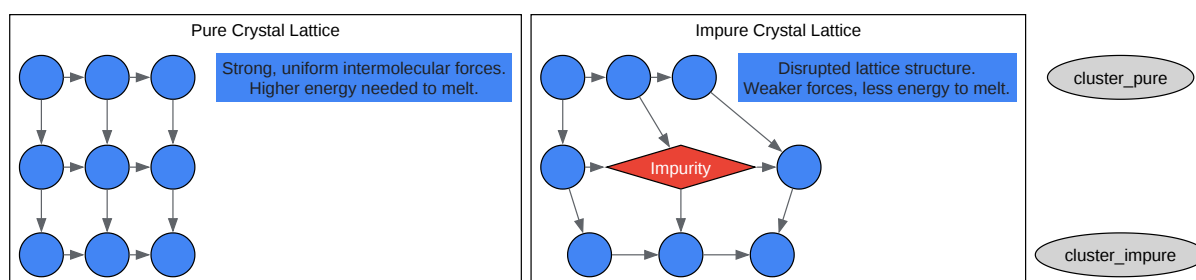 Pure Crystal Lattice
Strong, uniform intermolecular forces.
Higher energy needed to melt.
Impure Crystal Lattice
Disrupted lattice structure.
Weaker forces, less energy to melt.
Impurity
cluster_pure
cluster_impure